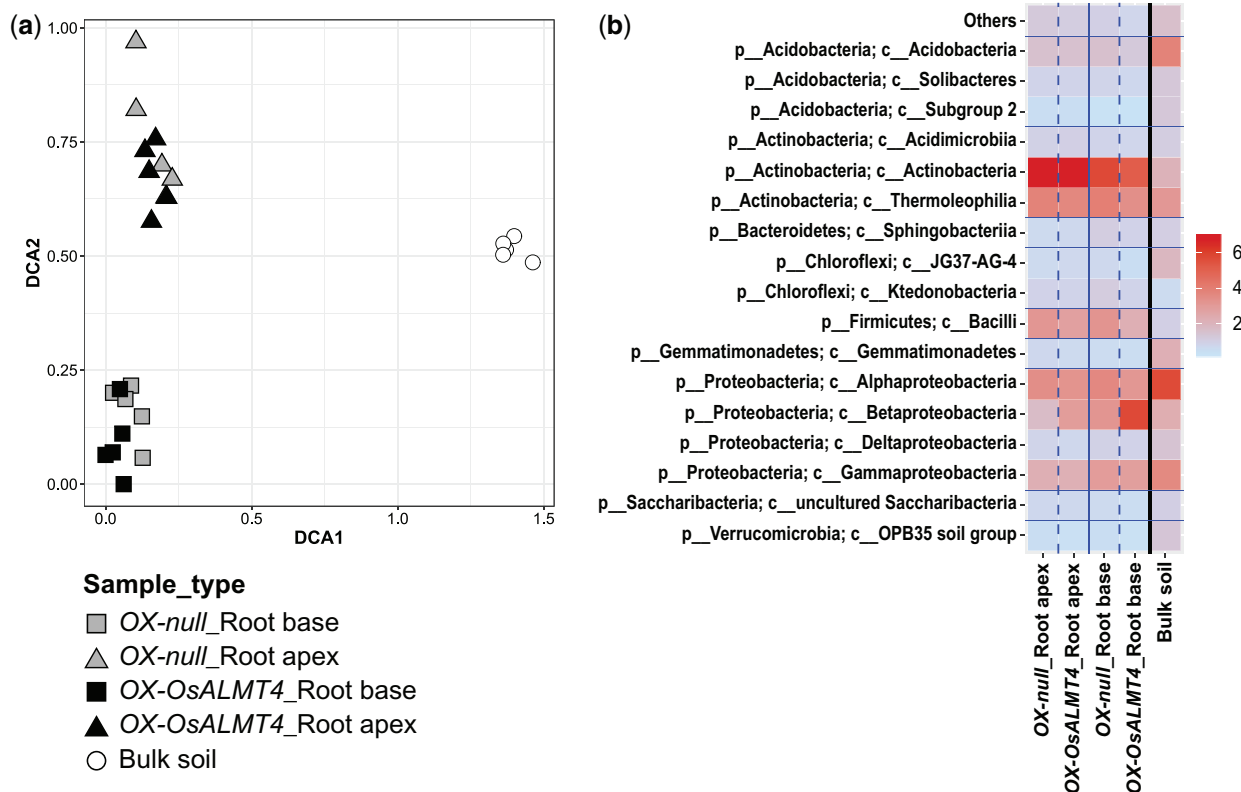 (a)
1.00
0.75
0.50
0.25
0.00
DCA2
0.0
0.5
1.0
1.5
DCA1
Sample_type
OX-null_Root base
OX-null_Root apex
OX-OsALMT4_Root base
OX-OsALMT4_Root apex
Bulk soil
(b)
Others
p__Acidobacteria; c__Acidobacteria
p__Acidobacteria; c__Solibacteres
p__Acidobacteria; c__Subgroup 2
p__Actinobacteria; c__Acidimicrobiia
p__Actinobacteria; c__Actinobacteria
p__Actinobacteria; c__Thermoleophilia
p__Bacteroidetes; c__Sphingobacteriia
p__Chloroflexi; c__JG37-AG-4
p__Chloroflexi; c__Ktedonobacteria
p__Firmicutes; c__Bacilli
p__Gemmatimonadetes; c__Gemmatimonadetes
p__Proteobacteria; c__Alphaproteobacteria
p__Proteobacteria; c__Betaproteobacteria
p__Proteobacteria; c__Deltaproteobacteria
p__Proteobacteria; c__Gammaproteobacteria
p__Saccharibacteria; c__uncultured Saccharibacteria
p__Verrucomicrobia; c__OPB35 soil group
OX-null_Root apex
OX-OsALMT4_Root apex
OX-null_Root base
OX-OsALMT4_Root base
Bulk soil
6
4
2